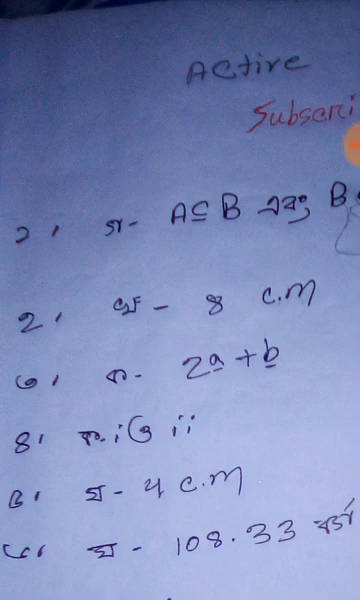 Active
Subscri
১। গ- A⊆B এবং B
২। খ- ৪ c.m
৩। ক- 2a + b
৪। ক. i ও ii
৫। ঘ- 4 c.m
৬। ঘ- 108.33 বর্গ